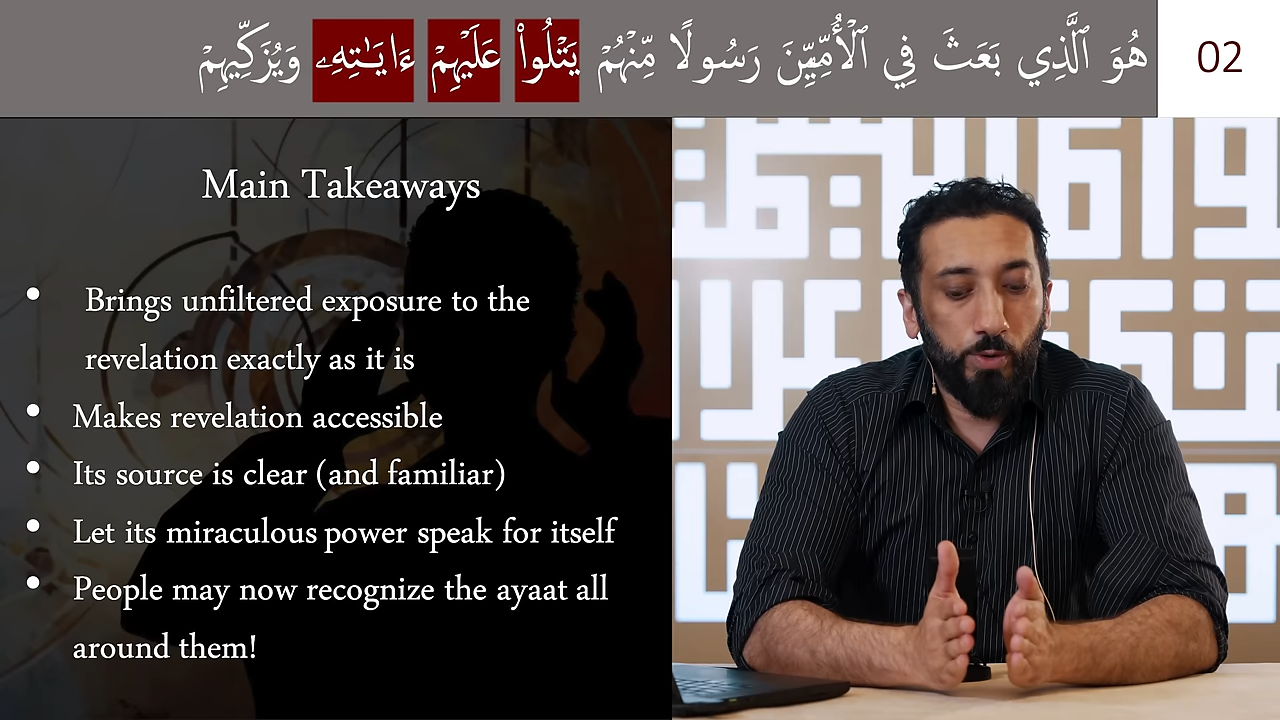 هُوَ ٱلَّذِي بَعَثَ فِي ٱلْأُمِّيِّـۧنَ رَسُولًا مِّنْهُمْ يَتْلُوا۟ عَلَيْهِمْ ءَايَـٰتِهِۦ وَيُزَكِّيهِمْ
02
Main Takeaways
• Brings unfiltered exposure to the
revelation exactly as it is
• Makes revelation accessible
• Its source is clear (and familiar)
• Let its miraculous power speak for itself
• People may now recognize the ayaat all
around them!